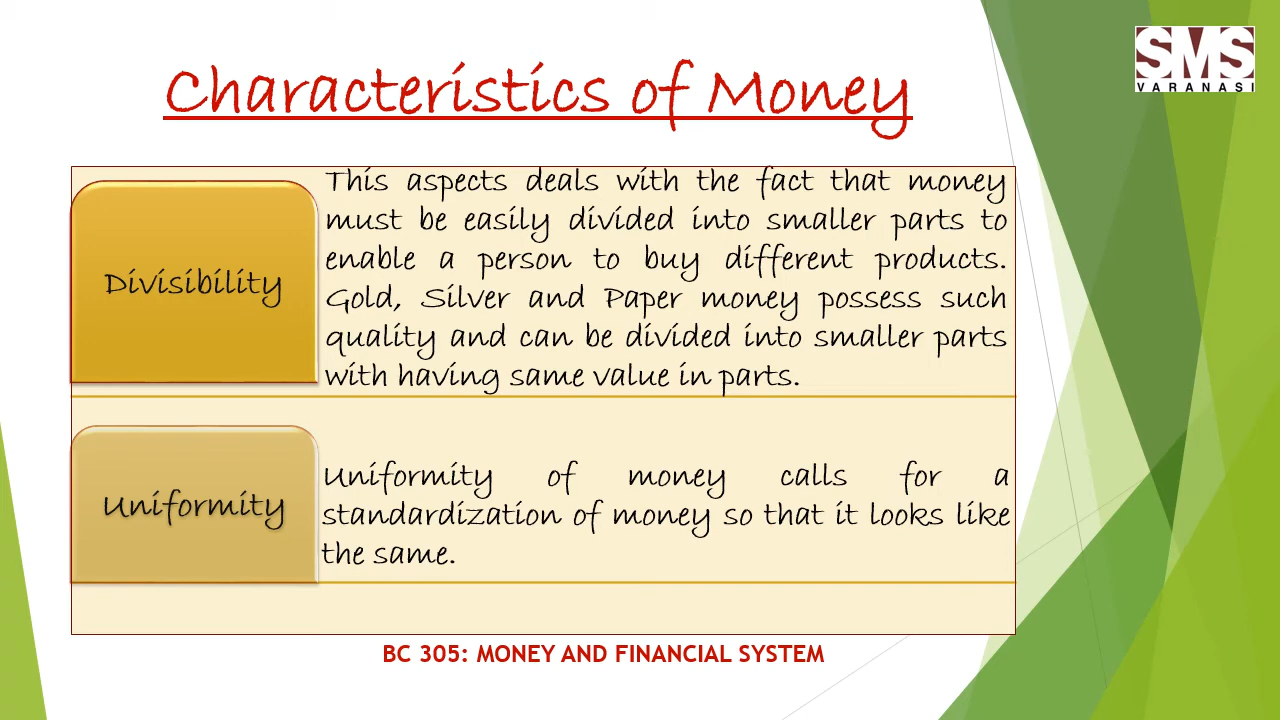 SMS
VARANASI
Characteristics of Money
Divisibility
This aspects deals with the fact that money
must be easily divided into smaller parts to
enable a person to buy different products.
Gold, Silver and Paper money possess such
quality and can be divided into smaller parts
with having same value in parts.
Uniformity
Uniformity of money calls for a
standardization of money so that it looks like
the same.
BC 305: MONEY AND FINANCIAL SYSTEM